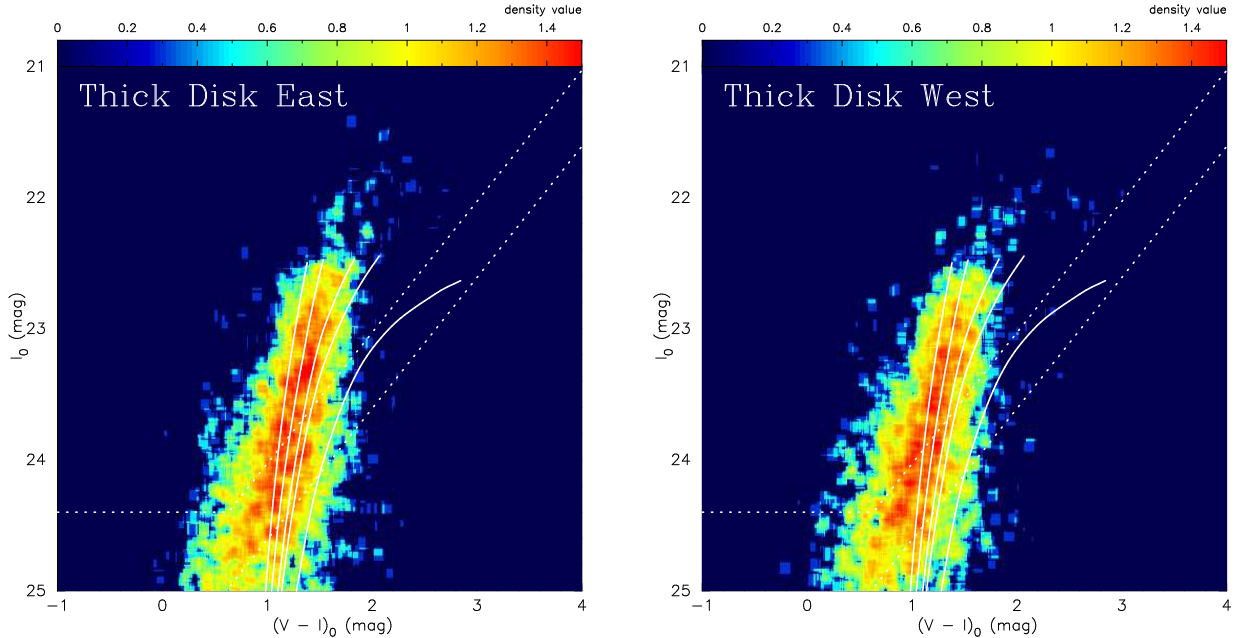 density value
density value
0 0.2 0.4 0.6 0.8 1 1.2 1.4
0 0.2 0.4 0.6 0.8 1 1.2 1.4
21
Thick Disk East
22
23
24
25
I0 (mag)
-1 0 1 2 3 4
(V - I)0 (mag)
21
Thick Disk West
22
23
24
25
I0 (mag)
-1 0 1 2 3 4
(V - I)0 (mag)